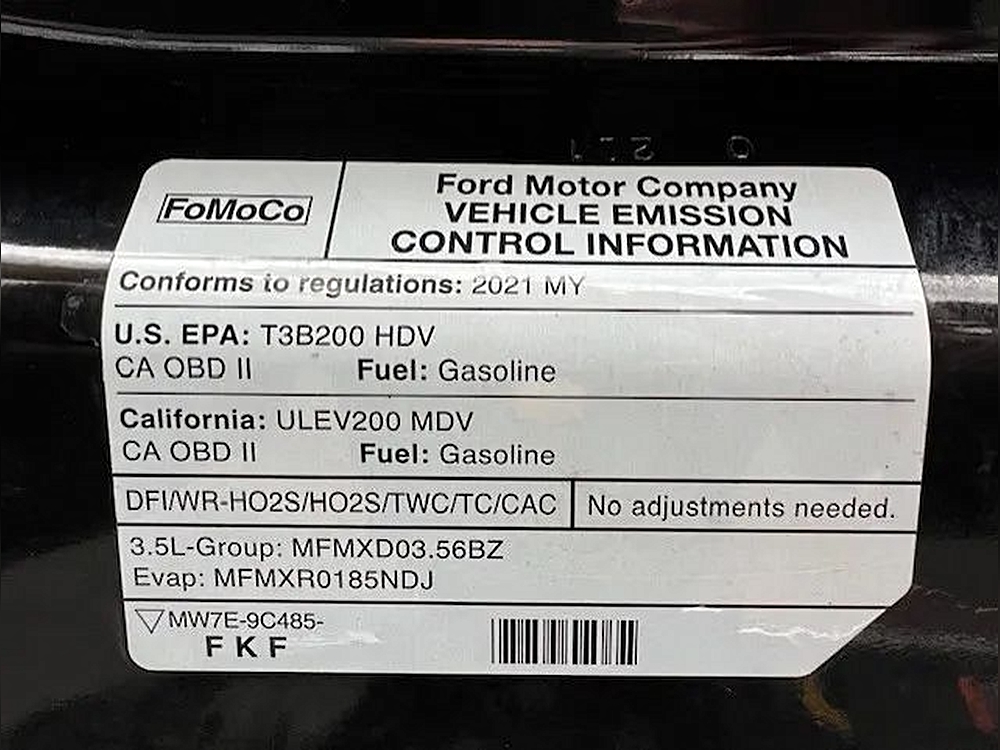 FoMoCo
Ford Motor Company
VEHICLE EMISSION
CONTROL INFORMATION
Conforms to regulations: 2021 MY
U.S. EPA: T3B200 HDV
CA OBD II Fuel: Gasoline
California: ULEV200 MDV
CA OBD II Fuel: Gasoline
DFI/WR-HO2S/HO2S/TWC/TC/CAC
No adjustments needed.
3.5L-Group: MFMXD03.56BZ
Evap: MFMXR0185NDJ
MW7E-9C485-
FKF